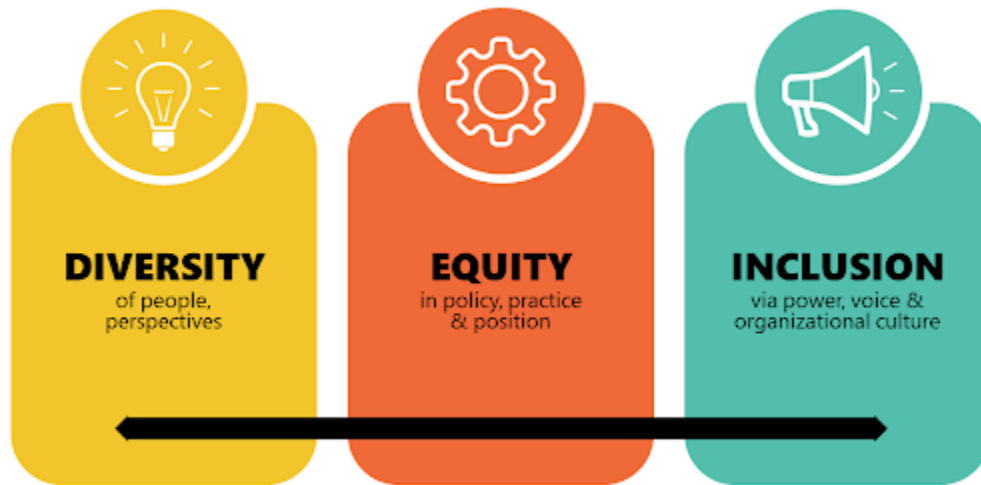 DIVERSITY
of people,
perspectives
EQUITY
in policy, practice
& position
INCLUSION
via power, voice &
organizational culture